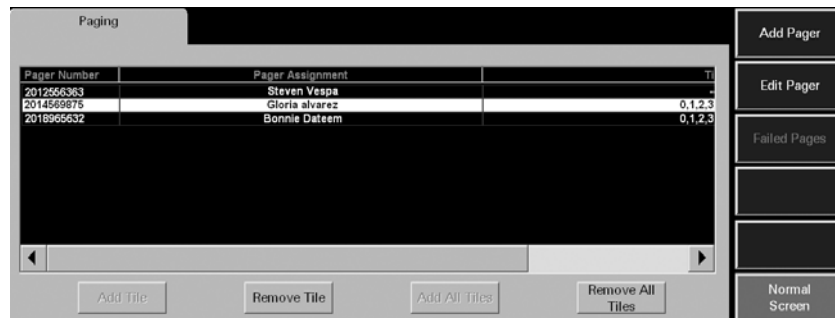 Paging
Pager Number Pager Assignment Ti
2012556363 Steven Vespa -
2014569875 Gloria alvarez 0,1,2,3
2018965632 Bonnie Dateem 0,1,2,3
Add Tile Remove Tile Add All Tiles Remove All Tiles
Add Pager
Edit Pager
Failed Pages
Normal
Screen